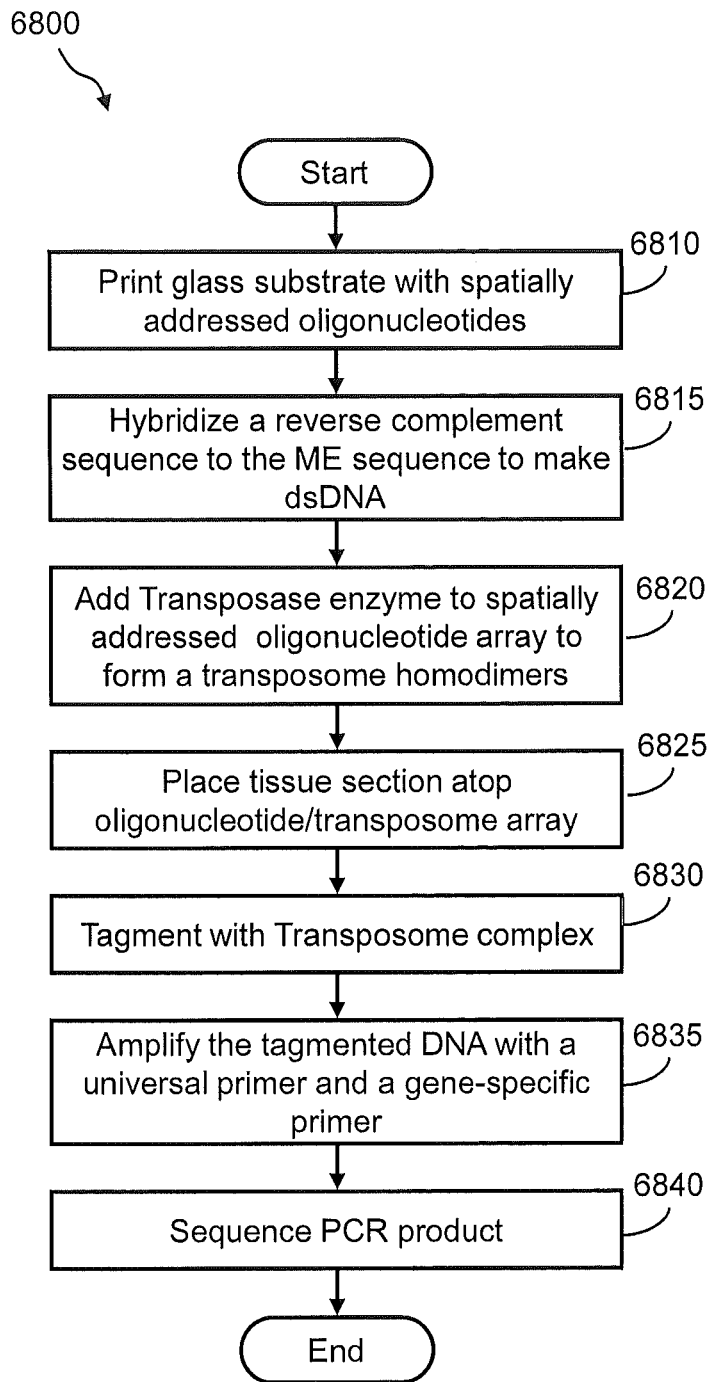 6800
Start
6810
Print glass substrate with spatially
addressed oligonucleotides
6815
Hybridize a reverse complement
sequence to the ME sequence to make
dsDNA
6820
Add Transposase enzyme to spatially
addressed oligonucleotide array to
form a transposome homodimers
6825
Place tissue section atop
oligonucleotide/transposome array
6830
Tagment with Transposome complex
6835
Amplify the tagmented DNA with a
universal primer and a gene-specific
primer
6840
Sequence PCR product
End